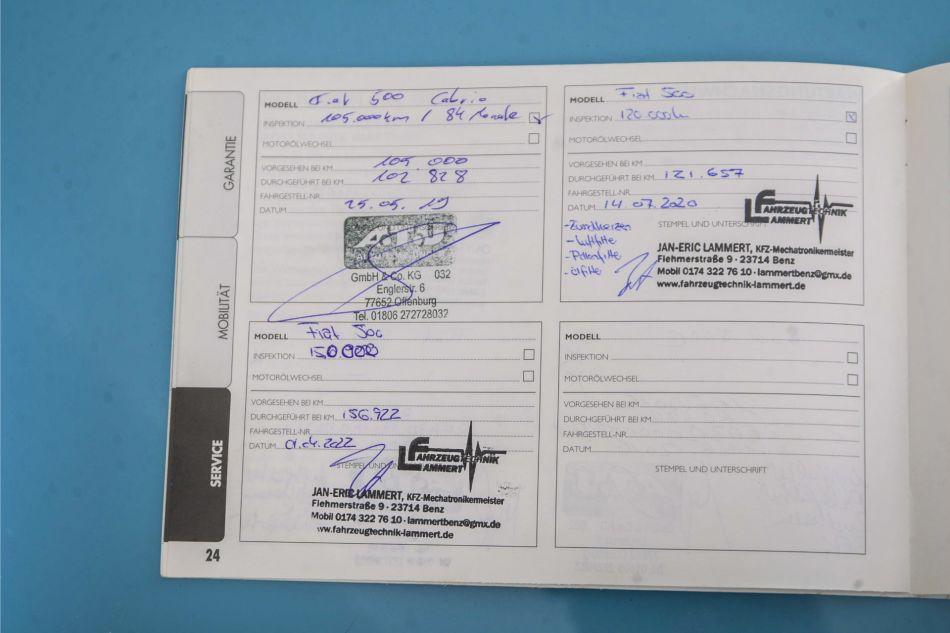 GARANTIE
MOBILITÄT
SERVICE
24
MODELL Fiat 500 Cabrio
INSPEKTION 105.000km / 84 Monate
MOTORÖLWECHSEL
VORGESEHEN BEI KM 105 000
DURCHGEFÜHRT BEI KM 102 828
FAHRGESTELL-NR.
DATUM 25.05.19
GmbH & Co. KG 032
Englerstr. 6
77652 Offenburg
Tel. 01806 272728032
MODELL Fiat 500
INSPEKTION 120 000km
MOTORÖLWECHSEL
VORGESEHEN BEI KM
DURCHGEFÜHRT BEI KM 121.657
FAHRGESTELL-NR.
DATUM 14.07.2020
STEMPEL UND UNTERSCHRIFT
-Zündkerzen
-Luftfilter
-Pollenfilter
-Ölfilter
FAHRZEUGTECHNIK
LAMMERT
JAN-ERIC LAMMERT, KFZ-Mechatronikermeister
Flehmerstraße 9 · 23714 Benz
Mobil 0174 322 76 10 · lammertbenz@gmx.de
www.fahrzeugtechnik-lammert.de
MODELL Fiat 500
INSPEKTION 150.000
MOTORÖLWECHSEL
VORGESEHEN BEI KM
DURCHGEFÜHRT BEI KM 156.922
FAHRGESTELL-NR.
DATUM 01.04.2022
STEMPEL UND
FAHRZEUGTECHNIK
LAMMERT
JAN-ERIC LAMMERT, KFZ-Mechatronikermeister
Flehmerstraße 9 · 23714 Benz
Mobil 0174 322 76 10 · lammertbenz@gmx.de
www.fahrzeugtechnik-lammert.de
MODELL
INSPEKTION
MOTORÖLWECHSEL
VORGESEHEN BEI KM
DURCHGEFÜHRT BEI KM
FAHRGESTELL-NR.
DATUM
STEMPEL UND UNTERSCHRIFT